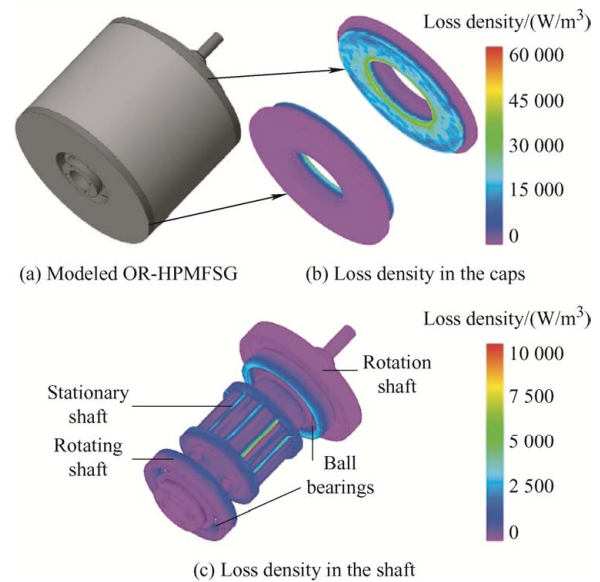 Loss density/(W/m³)
60 000
45 000
30 000
15 000
0
(a) Modeled OR-HPMFSG
(b) Loss density in the caps
Loss density/(W/m³)
10 000
7 500
5 000
2 500
0
Rotation
shaft
Stationary
shaft
Rotating
shaft
Ball
bearings
(c) Loss density in the shaft